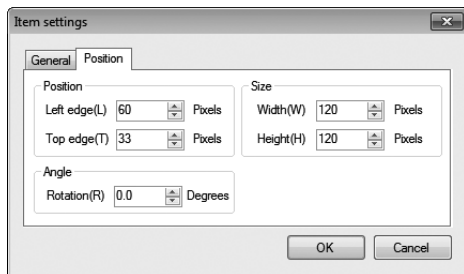 Item settings
General Position
Position
Left edge(L) 60 Pixels
Top edge(T) 33 Pixels
Size
Width(W) 120 Pixels
Height(H) 120 Pixels
Angle
Rotation(R) 0.0 Degrees
OK Cancel